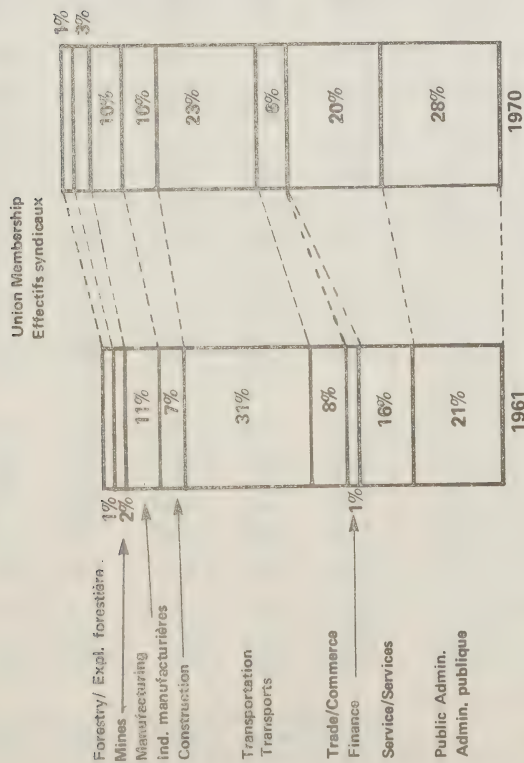 Union Membership
Effectifs syndicaux
Forestry/ Expl. forestière
Mines
Manufacturing
ind. manufacturières
Construction
Transportation
Transports
Trade/Commerce
Finance
Service/Services
Public Admin.
Admin. publique
1%
2%
11%
7%
31%
8%
1%
16%
21%
1961
1%
3%
10%
10%
23%
20%
28%
1970